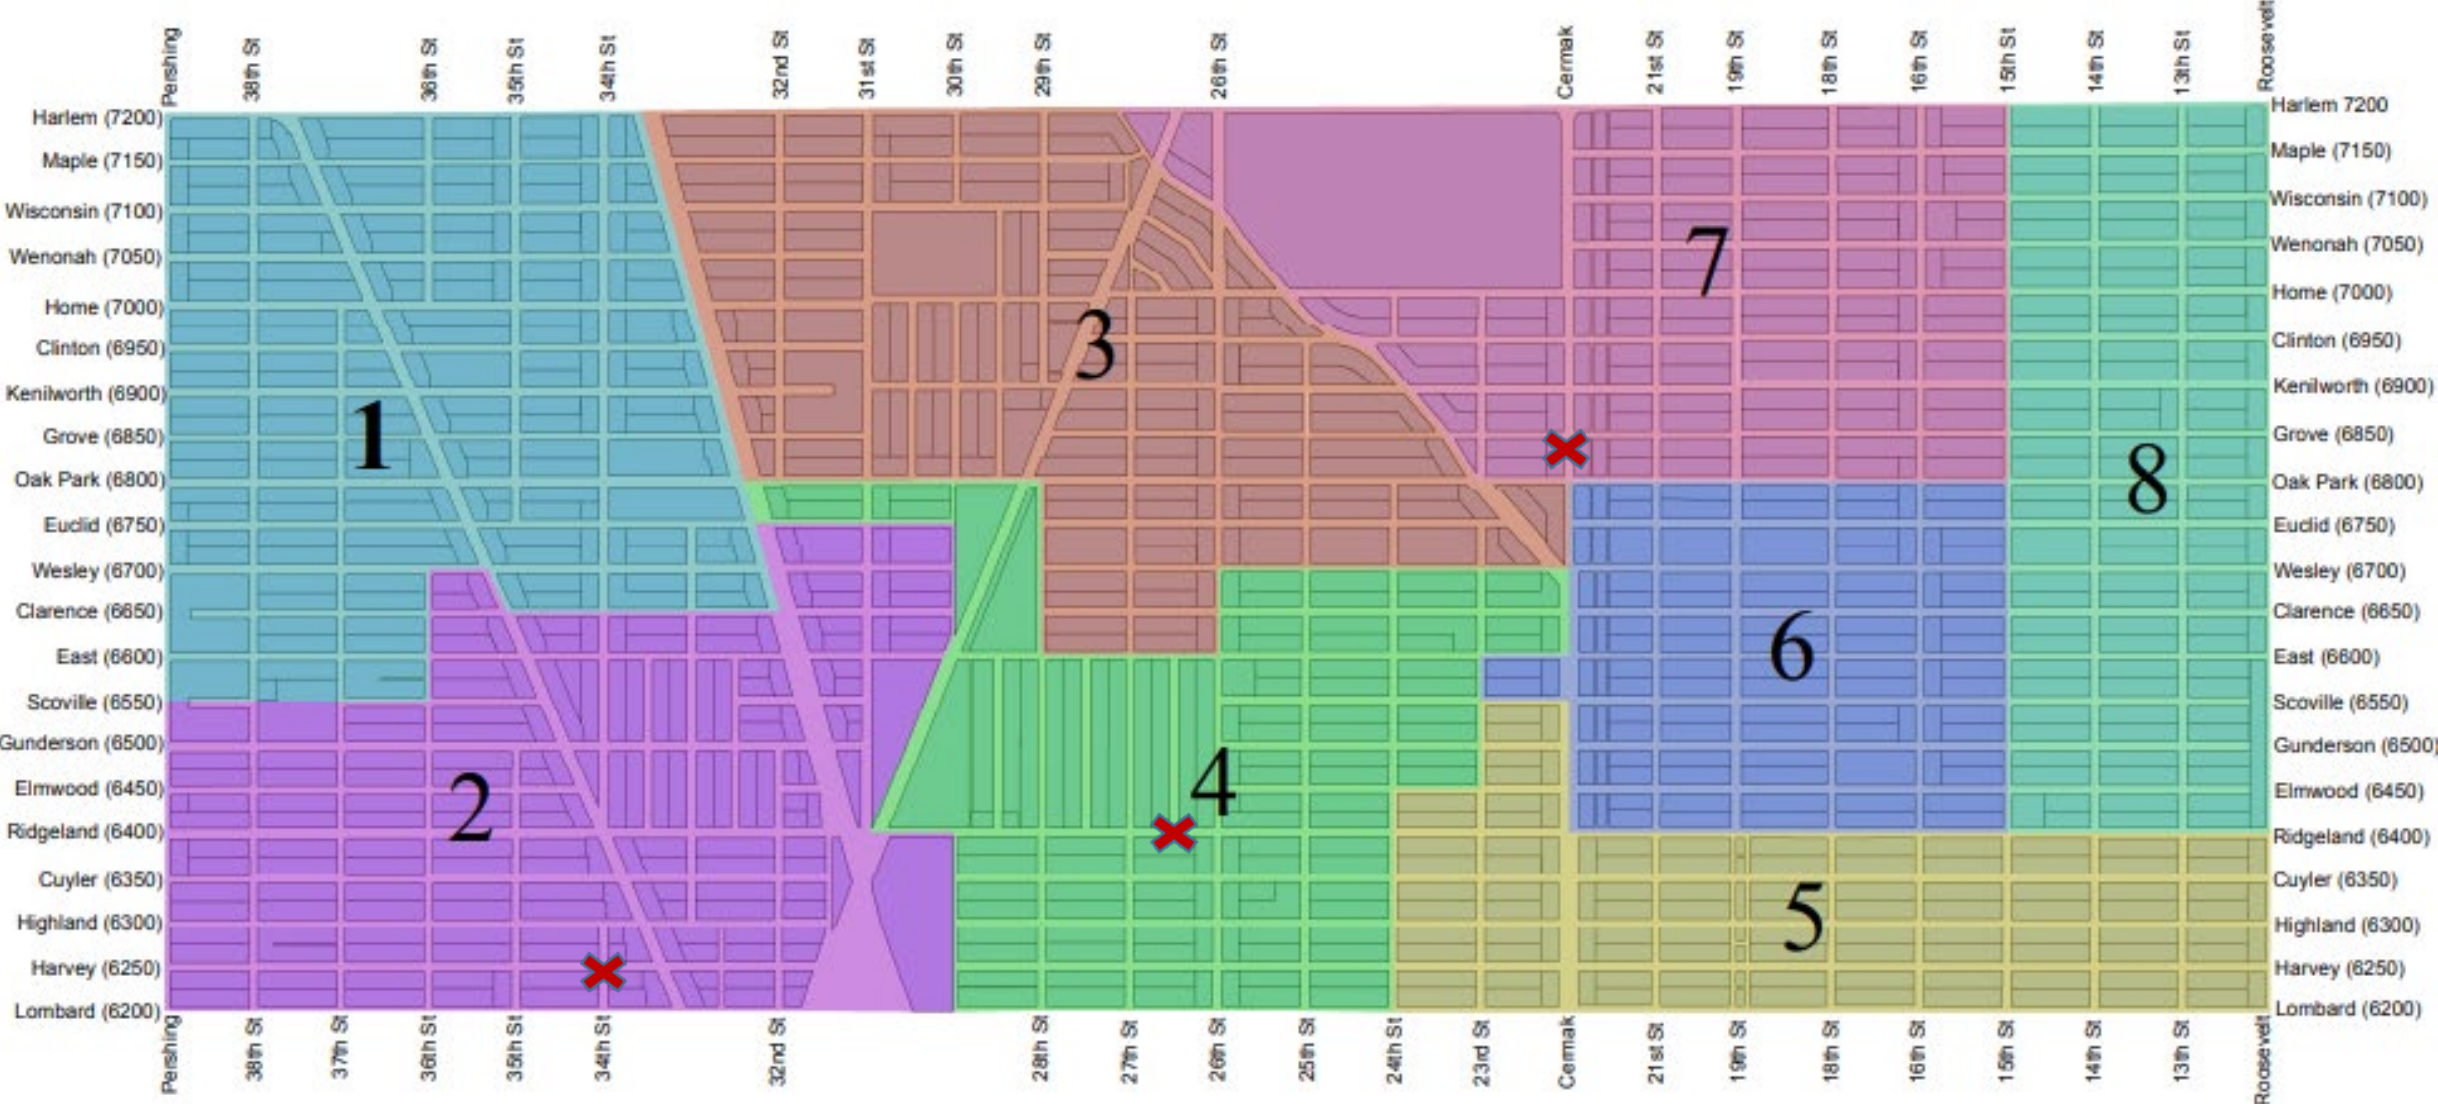 Pershing
38th St
36th St
35th St
34th St
32nd St
31st St
30th St
29th St
26th St
Cermak
21st St
19th St
18th St
16th St
15th St
14th St
13th St
Roosevelt
Harlem (7200)
Maple (7150)
Wisconsin (7100)
Wenonah (7050)
Home (7000)
Clinton (6950)
Kenilworth (6900)
Grove (6850)
Oak Park (6800)
Euclid (6750)
Wesley (6700)
Clarence (6650)
East (6600)
Scoville (6550)
Gunderson (6500)
Elmwood (6450)
Ridgeland (6400)
Cuyler (6350)
Highland (6300)
Harvey (6250)
Lombard (6200)
1
2
3
4
5
6
7
8
Harlem 7200
Maple (7150)
Wisconsin (7100)
Wenonah (7050)
Home (7000)
Clinton (6950)
Kenilworth (6900)
Grove (6850)
Oak Park (6800)
Euclid (6750)
Wesley (6700)
Clarence (6650)
East (6600)
Scoville (6550)
Gunderson (6500)
Elmwood (6450)
Ridgeland (6400)
Cuyler (6350)
Highland (6300)
Harvey (6250)
Lombard (6200)
Pershing
38th St
37th St
36th St
35th St
34th St
32nd St
28th St
27th St
26th St
25th St
24th St
23rd St
Cermak
21st St
19th St
18th St
16th St
15th St
14th St
13th St
Roosevelt